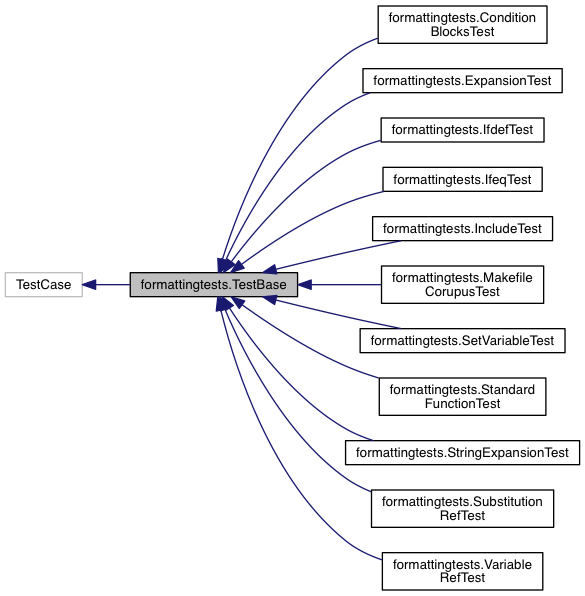 formattingtests.Condition
BlocksTest
formattingtests.ExpansionTest
formattingtests.IfdefTest
formattingtests.IfeqTest
formattingtests.IncludeTest
TestCase
formattingtests.TestBase
formattingtests.Makefile
CorupusTest
formattingtests.SetVariableTest
formattingtests.Standard
FunctionTest
formattingtests.StringExpansionTest
formattingtests.Substitution
RefTest
formattingtests.Variable
RefTest